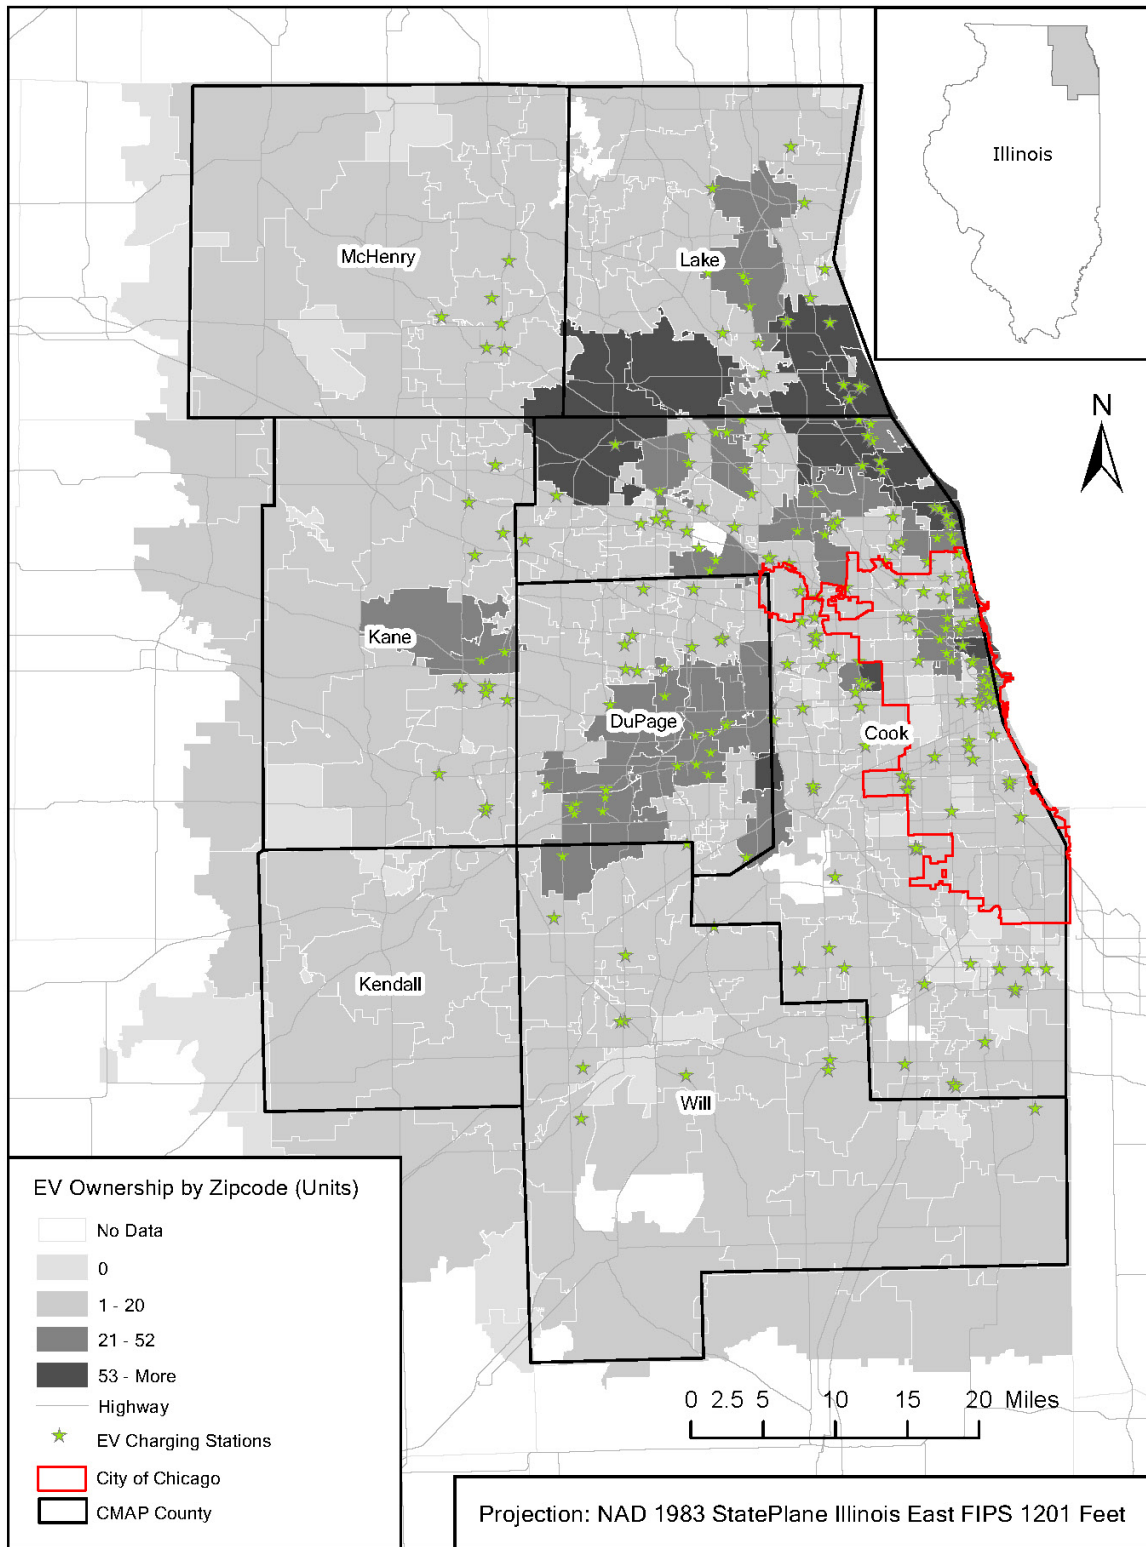 Illinois
McHenry
Lake
N
Kane
DuPage
Cook
Kendall
Will
EV Ownership by Zipcode (Units)
No Data
0
1 - 20
21 - 52
53 - More
Highway
EV Charging Stations
City of Chicago
CMAP County
0 2.5 5 10 15 20 Miles
Projection: NAD 1983 StatePlane Illinois East FIPS 1201 Feet